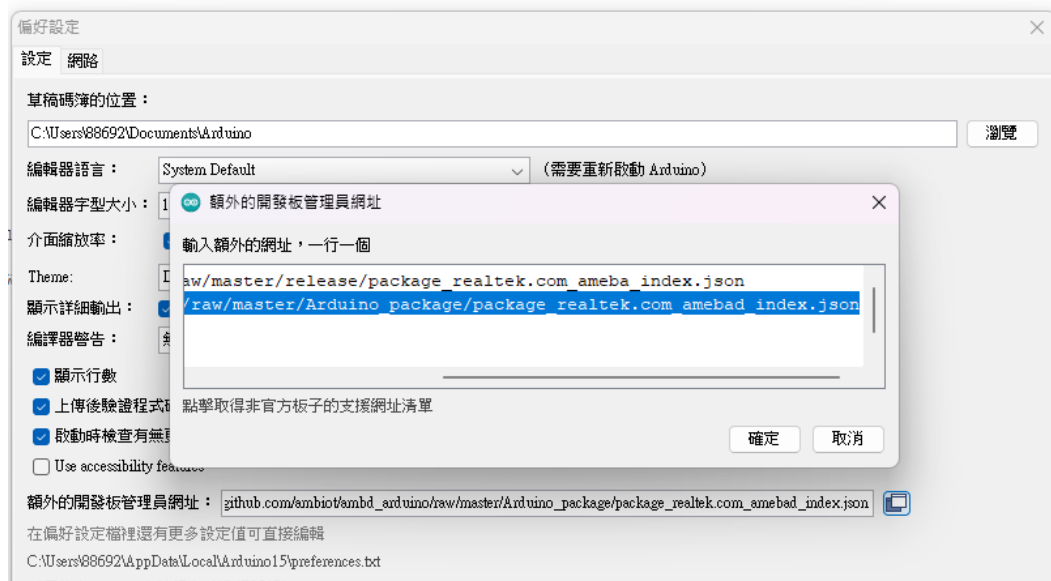 偏好設定
設定 網路
草稿碼簿的位置：
C:\Users\88692\Documents\Arduino 瀏覽
編輯器語言： System Default （需要重新啟動 Arduino）
編輯器字型大小： 1
額外的開發板管理員網址
介面縮放率：
輸入額外的網址，一行一個
Theme: D
aw/master/release/package_realtek.com_ameba_index.json
顯示詳細輸出：
/raw/master/Arduino_package/package_realtek.com_amebad_index.json
編譯器警告：
顯示行數
上傳後驗證程式碼
點擊取得非官方板子的支援網址清單
啟動時檢查有無
確定 取消
Use accessibility features
額外的開發板管理員網址： github.com/ambiot/ambd_arduino/raw/master/Arduino_package/package_realtek.com_amebad_index.json
在偏好設定檔裡還有更多設定值可直接編輯
C:\Users\88692\AppData\Local\Arduino15\preferences.txt